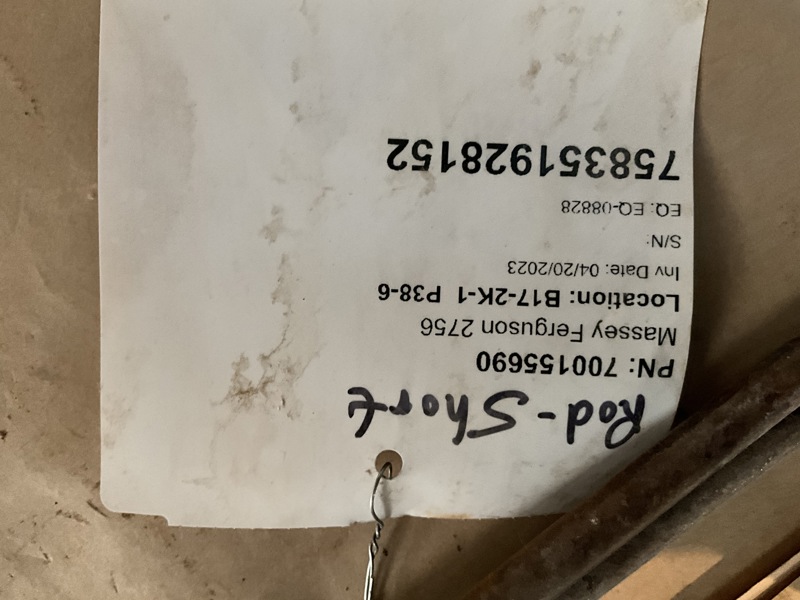 Rod-Short
PN: 700155690
Massey Ferguson 2756
Location: B17-2K-1 P38-6
Inv Date: 04/20/2023
S/N:
EQ: EQ-08828
758351928152